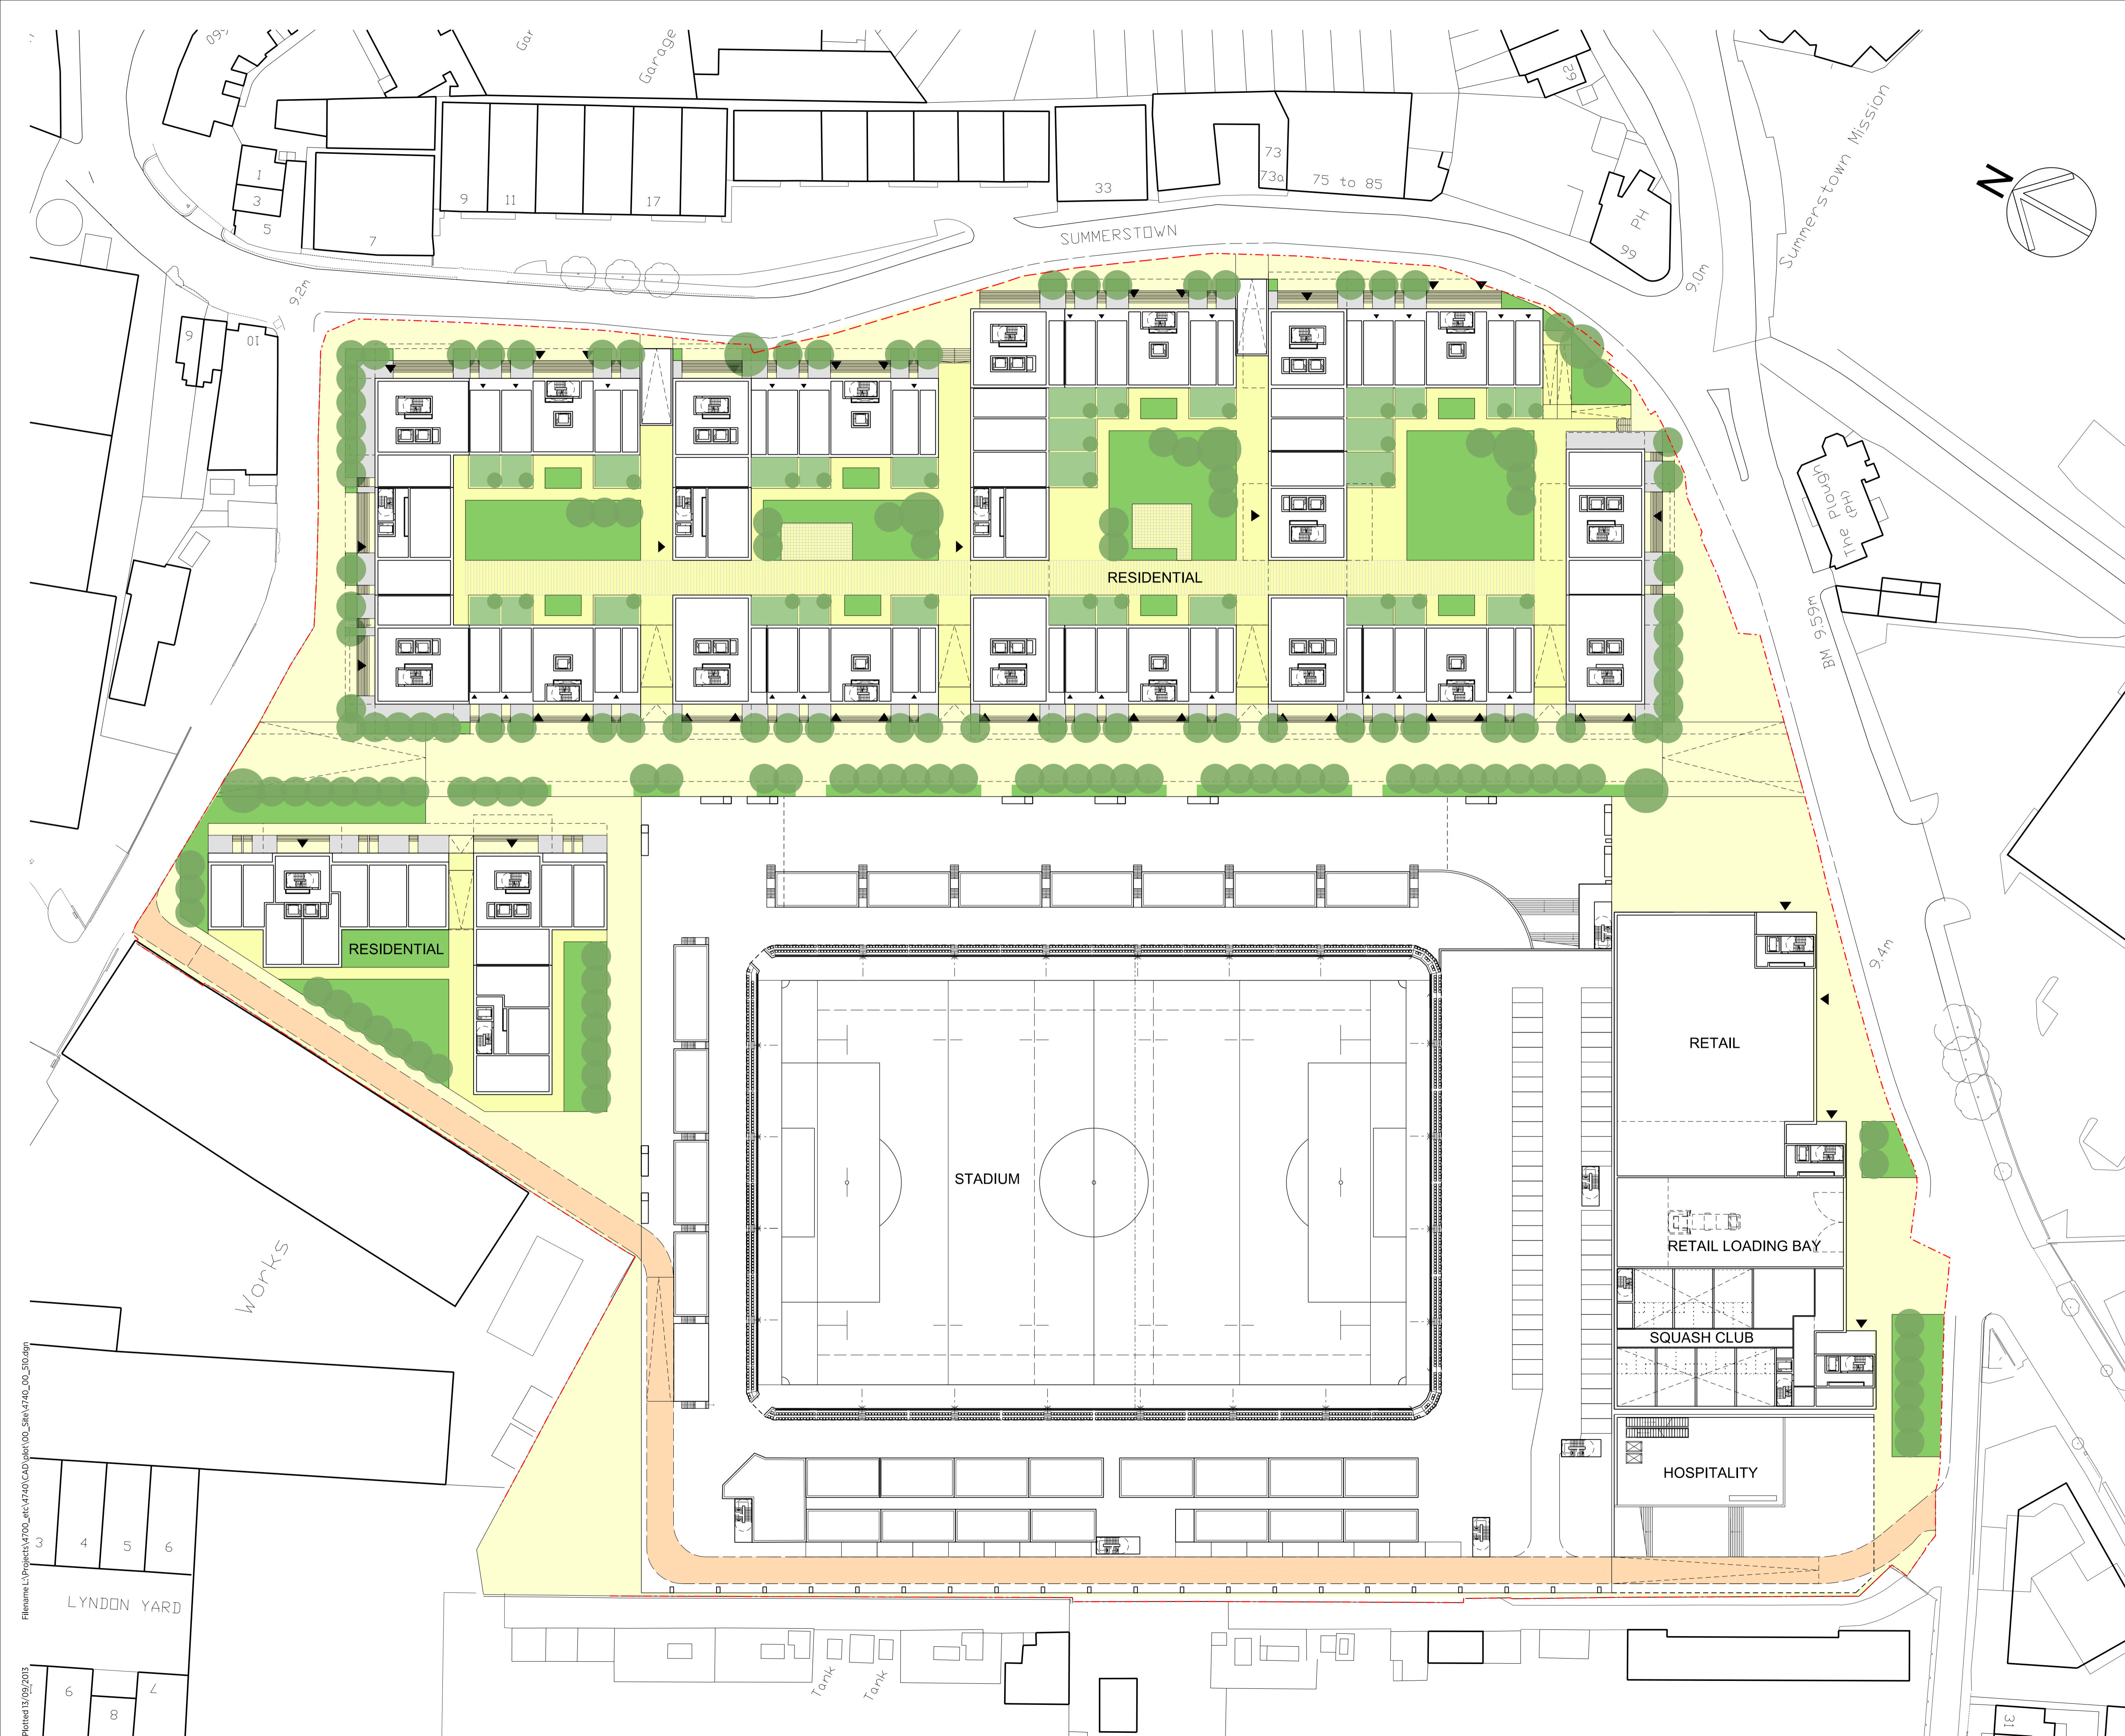 Garage
Summerstown Mission
1
3
5
7
9
11
17
33
73
73a
75 to 85
62
PH
99
N
SUMMERSTOWN
9.0m
9.2m
9
10
The Plough
(PH)
BM 9.59m
RESIDENTIAL
RESIDENTIAL
9.4m
RETAIL
STADIUM
RETAIL LOADING BAY
SQUASH CLUB
HOSPITALITY
Works
3
4
5
6
LYNDON YARD
Tank
Tank
6
8
7
31
Filename L:\Projects\4700_etc\4740\CAD\plot\00_Site\4740_00_510.dgn
Plotted 13/09/2013